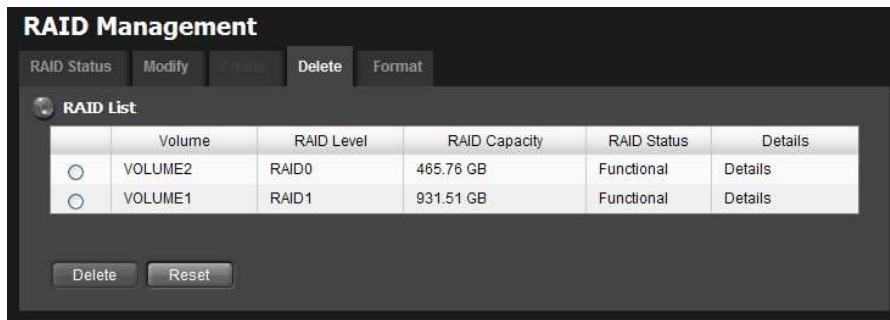 RAID Management
RAID Status Modify Create Delete Format
RAID List
Volume RAID Level RAID Capacity RAID Status Details
VOLUME2 RAID0 465.76 GB Functional Details
VOLUME1 RAID1 931.51 GB Functional Details
Delete Reset